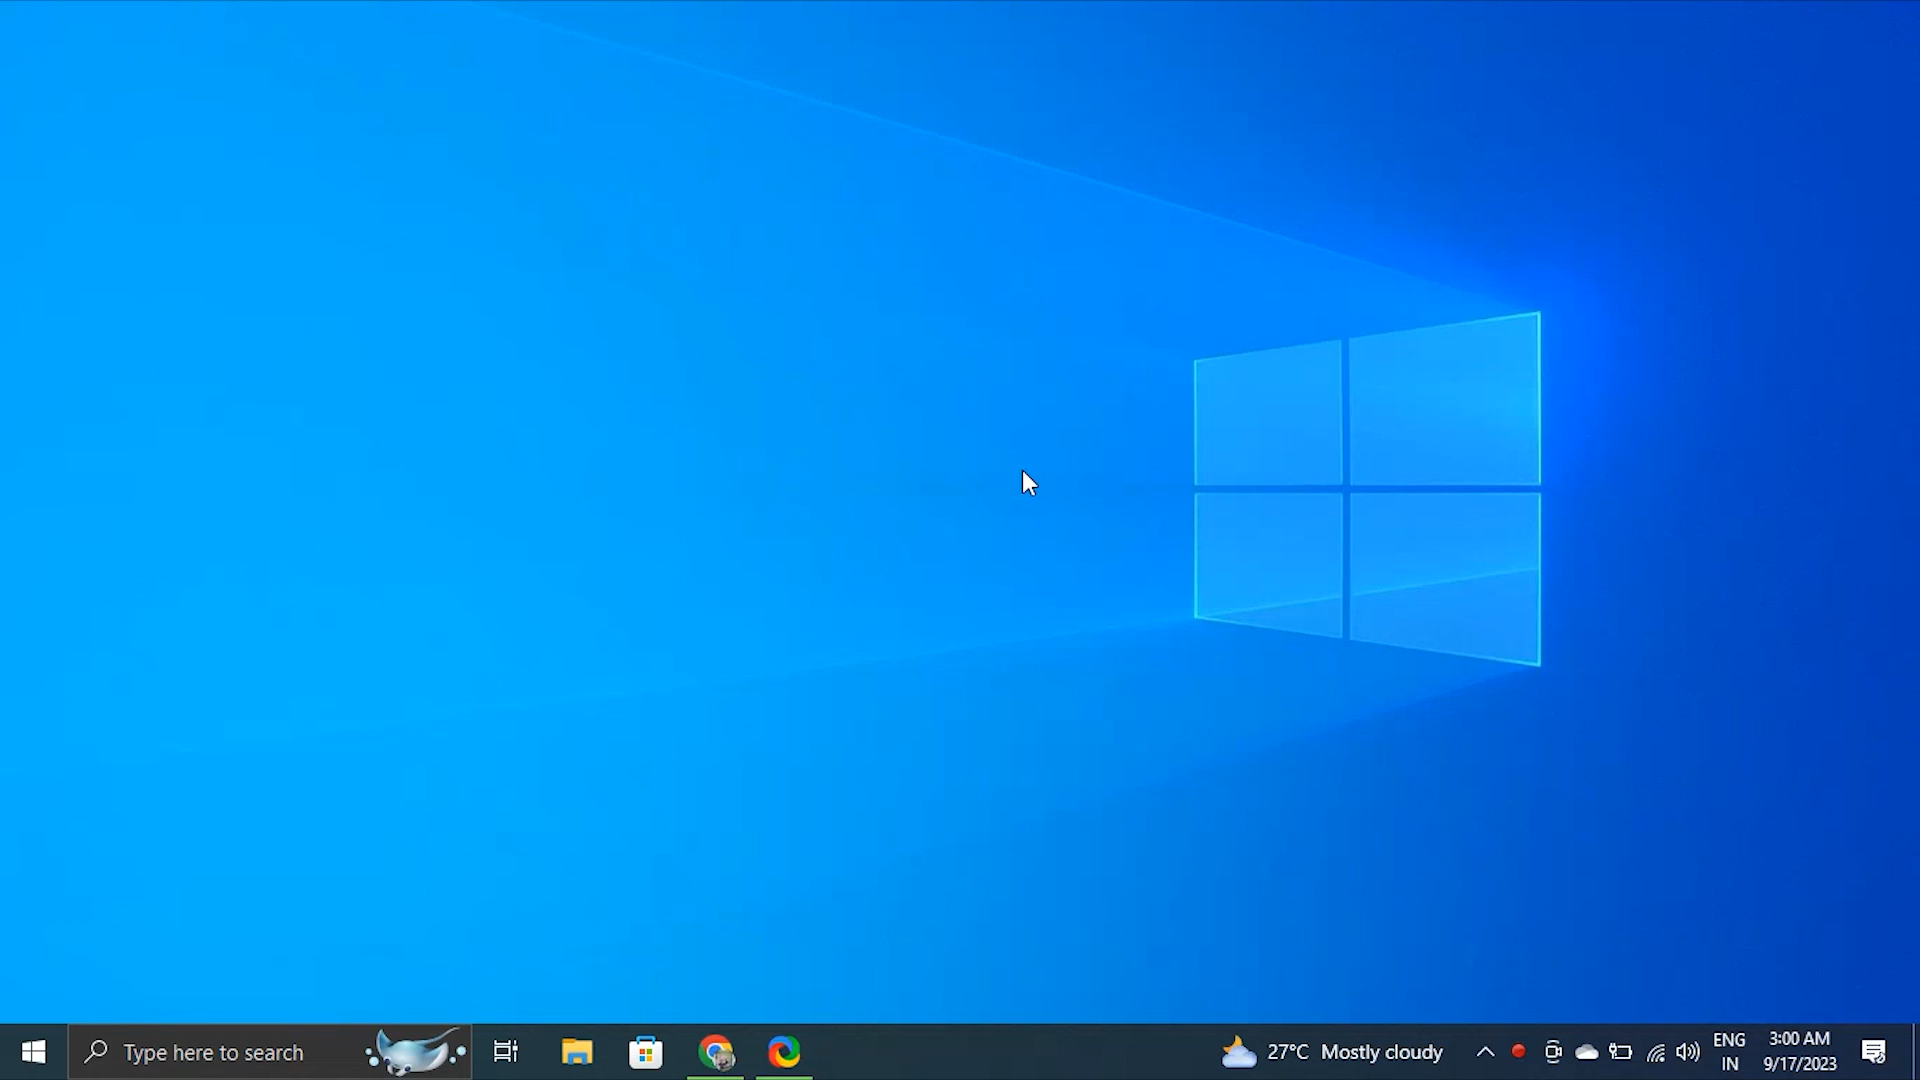 Type here to search
27°C Mostly cloudy
ENG
IN
3:00 AM
9/17/2023